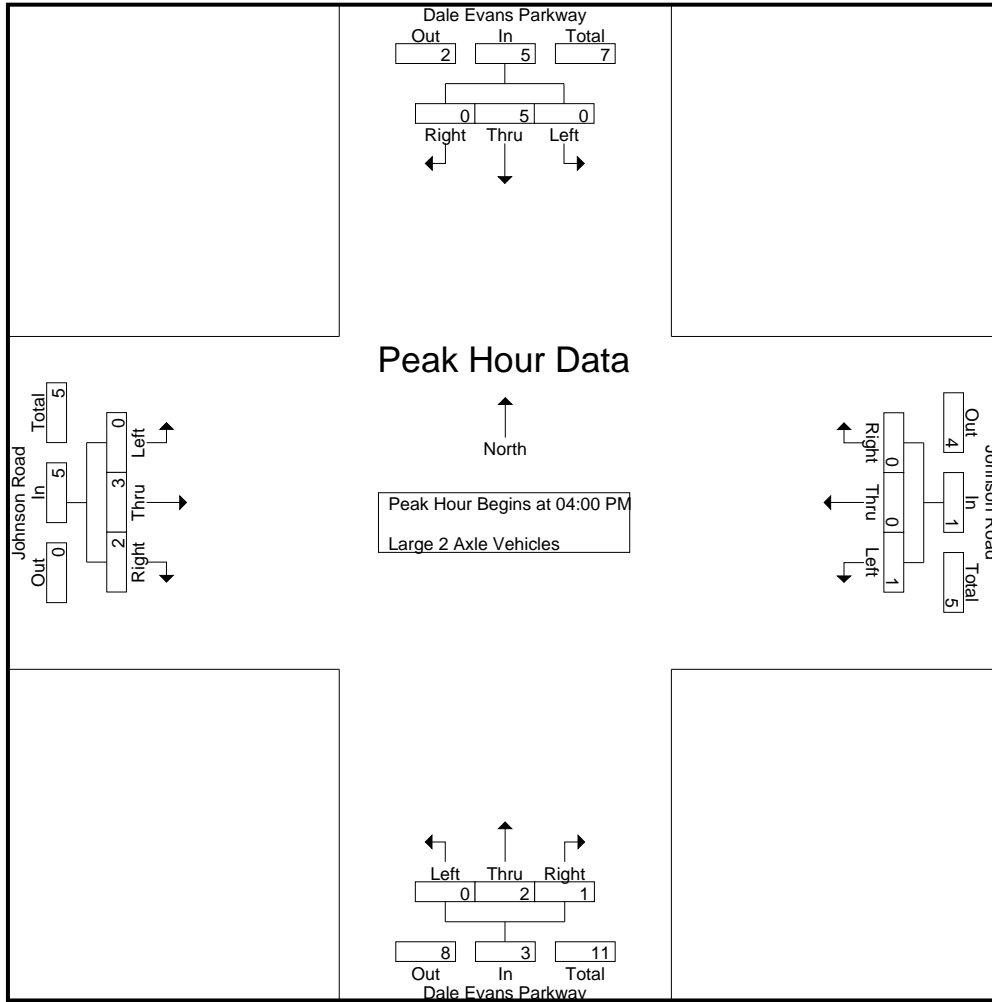 Dale Evans Parkway
Out In Total
2 5 7
0 5 0
Right Thru Left
Peak Hour Data
North
Peak Hour Begins at 04:00 PM
Large 2 Axle Vehicles
Johnson Road
Out In Total
0 5 5
2 3 0
Right Thru Left
Johnson Road
Out In Total
4 1 5
0 0 1
Right Thru Left
Left Thru Right
0 2 1
8 3 11
Out In Total
Dale Evans Parkway